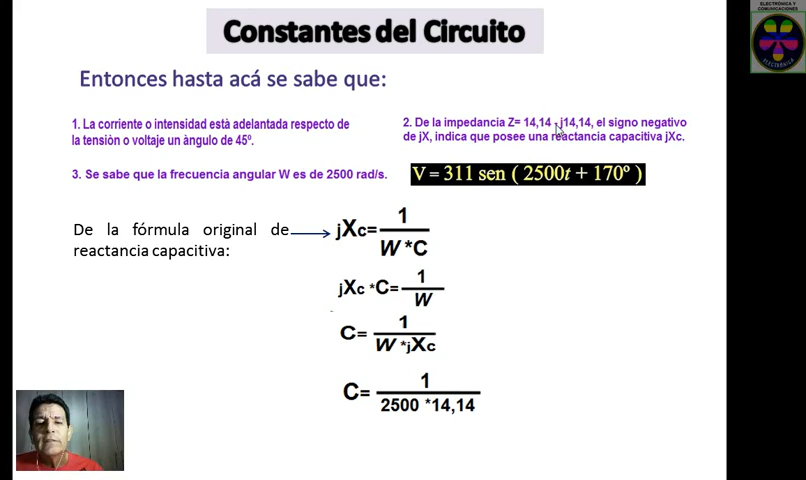 Constantes del Circuito
ELECTRÓNICA Y
COMUNICACIONES
ELECTRÓNICA
Entonces hasta acá se sabe que:
1. La corriente o intensidad està adelantada respecto de
la tensiòn o voltaje un àngulo de 45º.
2. De la impedancia Z= 14,14 - j14,14, el signo negativo
de jX, indica que posee una reactancia capacitiva jXc.
3. Se sabe que la frecuencia angular W es de 2500 rad/s.
V = 311 sen ( 2500t + 170º )
De la fórmula original de
reactancia capacitiva:
jXc= 1 / W *C
jXc *C= 1 / W
C= 1 / W *jXc
C= 1 / 2500 *14,14